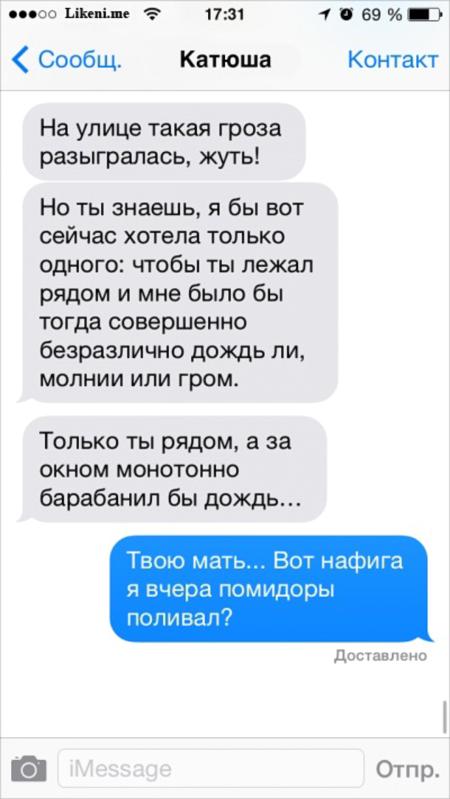 Likeni.me 17:31 69 %
Сообщ. Катюша Контакт
На улице такая гроза
разыгралась, жуть!
Но ты знаешь, я бы вот
сейчас хотела только
одного: чтобы ты лежал
рядом и мне было бы
тогда совершенно
безразлично дождь ли,
молнии или гром.
Только ты рядом, а за
окном монотонно
барабанил бы дождь...
Твою мать... Вот нафига
я вчера помидоры
поливал?
Доставлено
iMessage Отпр.